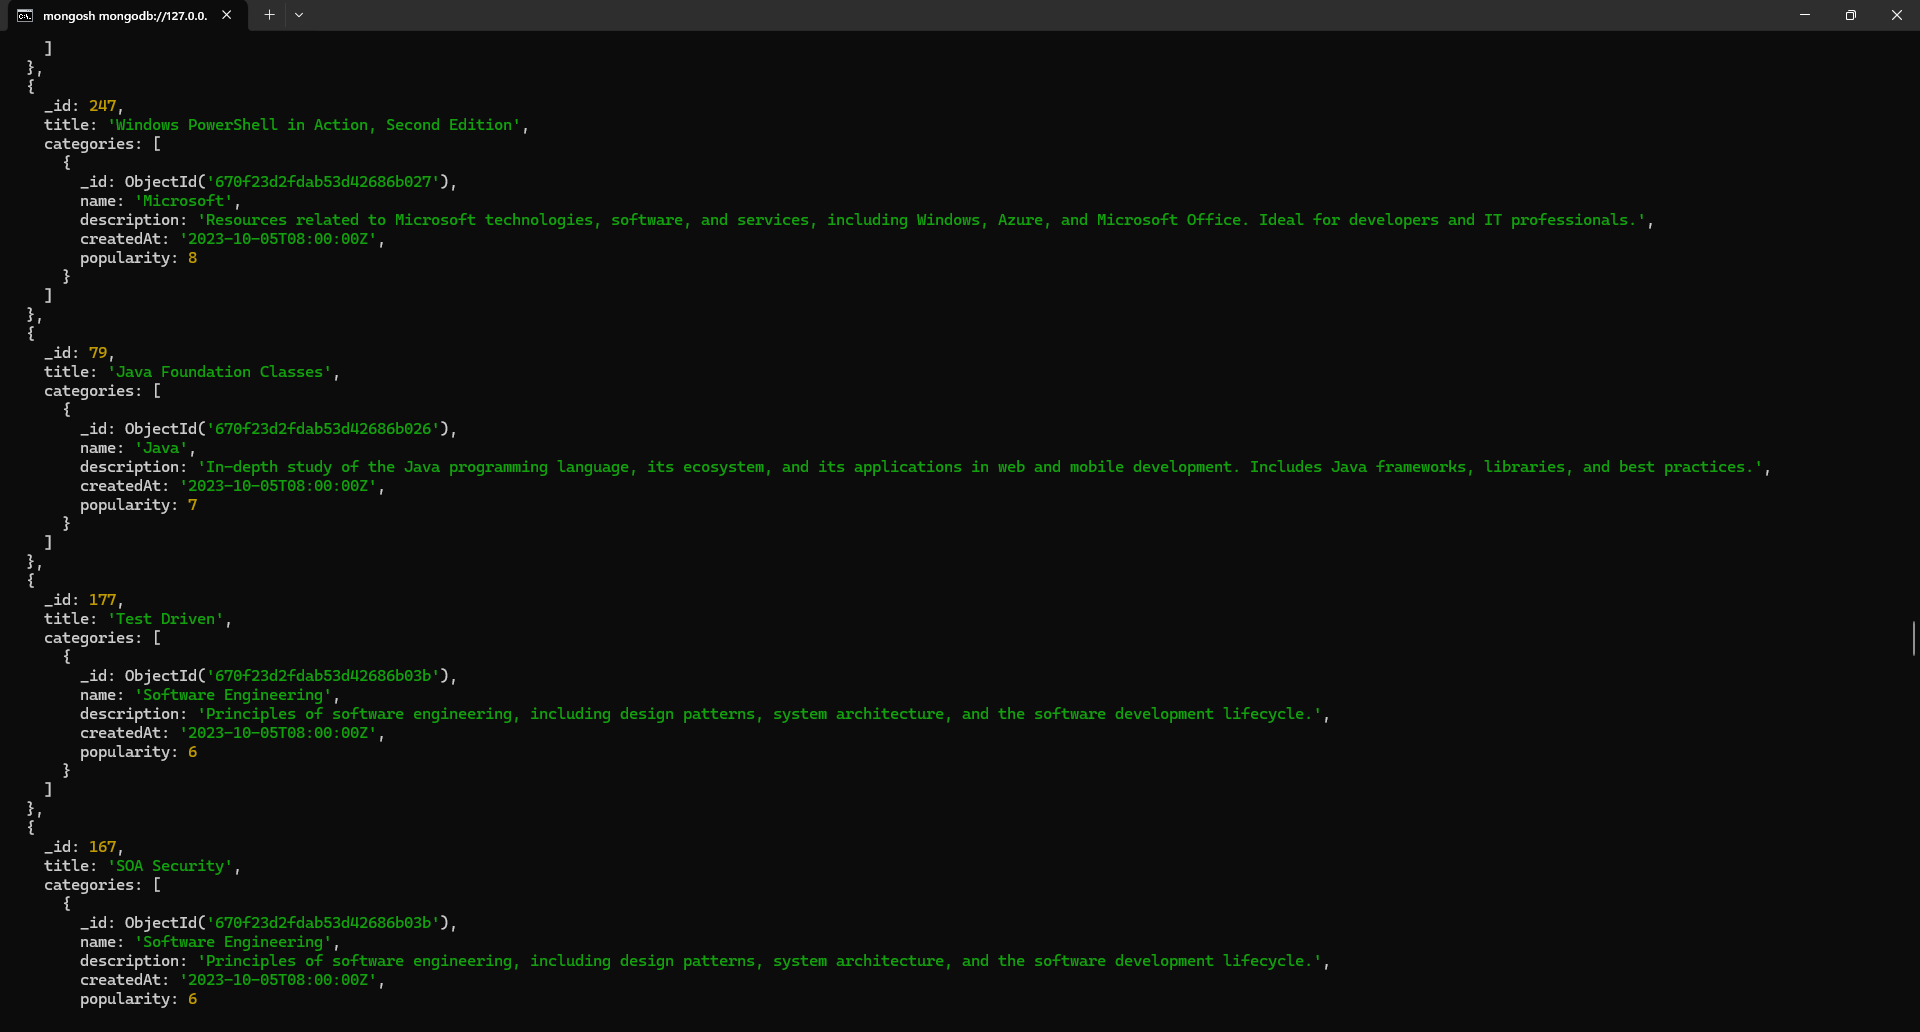 mongosh mongodb://127.0.0.
    ]
  },
  {
    _id: 247,
    title: 'Windows PowerShell in Action, Second Edition',
    categories: [
      {
        _id: ObjectId('670f23d2fdab53d42686b027'),
        name: 'Microsoft',
        description: 'Resources related to Microsoft technologies, software, and services, including Windows, Azure, and Microsoft Office. Ideal for developers and IT professionals.',
        createdAt: '2023-10-05T08:00:00Z',
        popularity: 8
      }
    ]
  },
  {
    _id: 79,
    title: 'Java Foundation Classes',
    categories: [
      {
        _id: ObjectId('670f23d2fdab53d42686b026'),
        name: 'Java',
        description: 'In-depth study of the Java programming language, its ecosystem, and its applications in web and mobile development. Includes Java frameworks, libraries, and best practices.',
        createdAt: '2023-10-05T08:00:00Z',
        popularity: 7
      }
    ]
  },
  {
    _id: 177,
    title: 'Test Driven',
    categories: [
      {
        _id: ObjectId('670f23d2fdab53d42686b03b'),
        name: 'Software Engineering',
        description: 'Principles of software engineering, including design patterns, system architecture, and the software development lifecycle.',
        createdAt: '2023-10-05T08:00:00Z',
        popularity: 6
      }
    ]
  },
  {
    _id: 167,
    title: 'SOA Security',
    categories: [
      {
        _id: ObjectId('670f23d2fdab53d42686b03b'),
        name: 'Software Engineering',
        description: 'Principles of software engineering, including design patterns, system architecture, and the software development lifecycle.',
        createdAt: '2023-10-05T08:00:00Z',
        popularity: 6